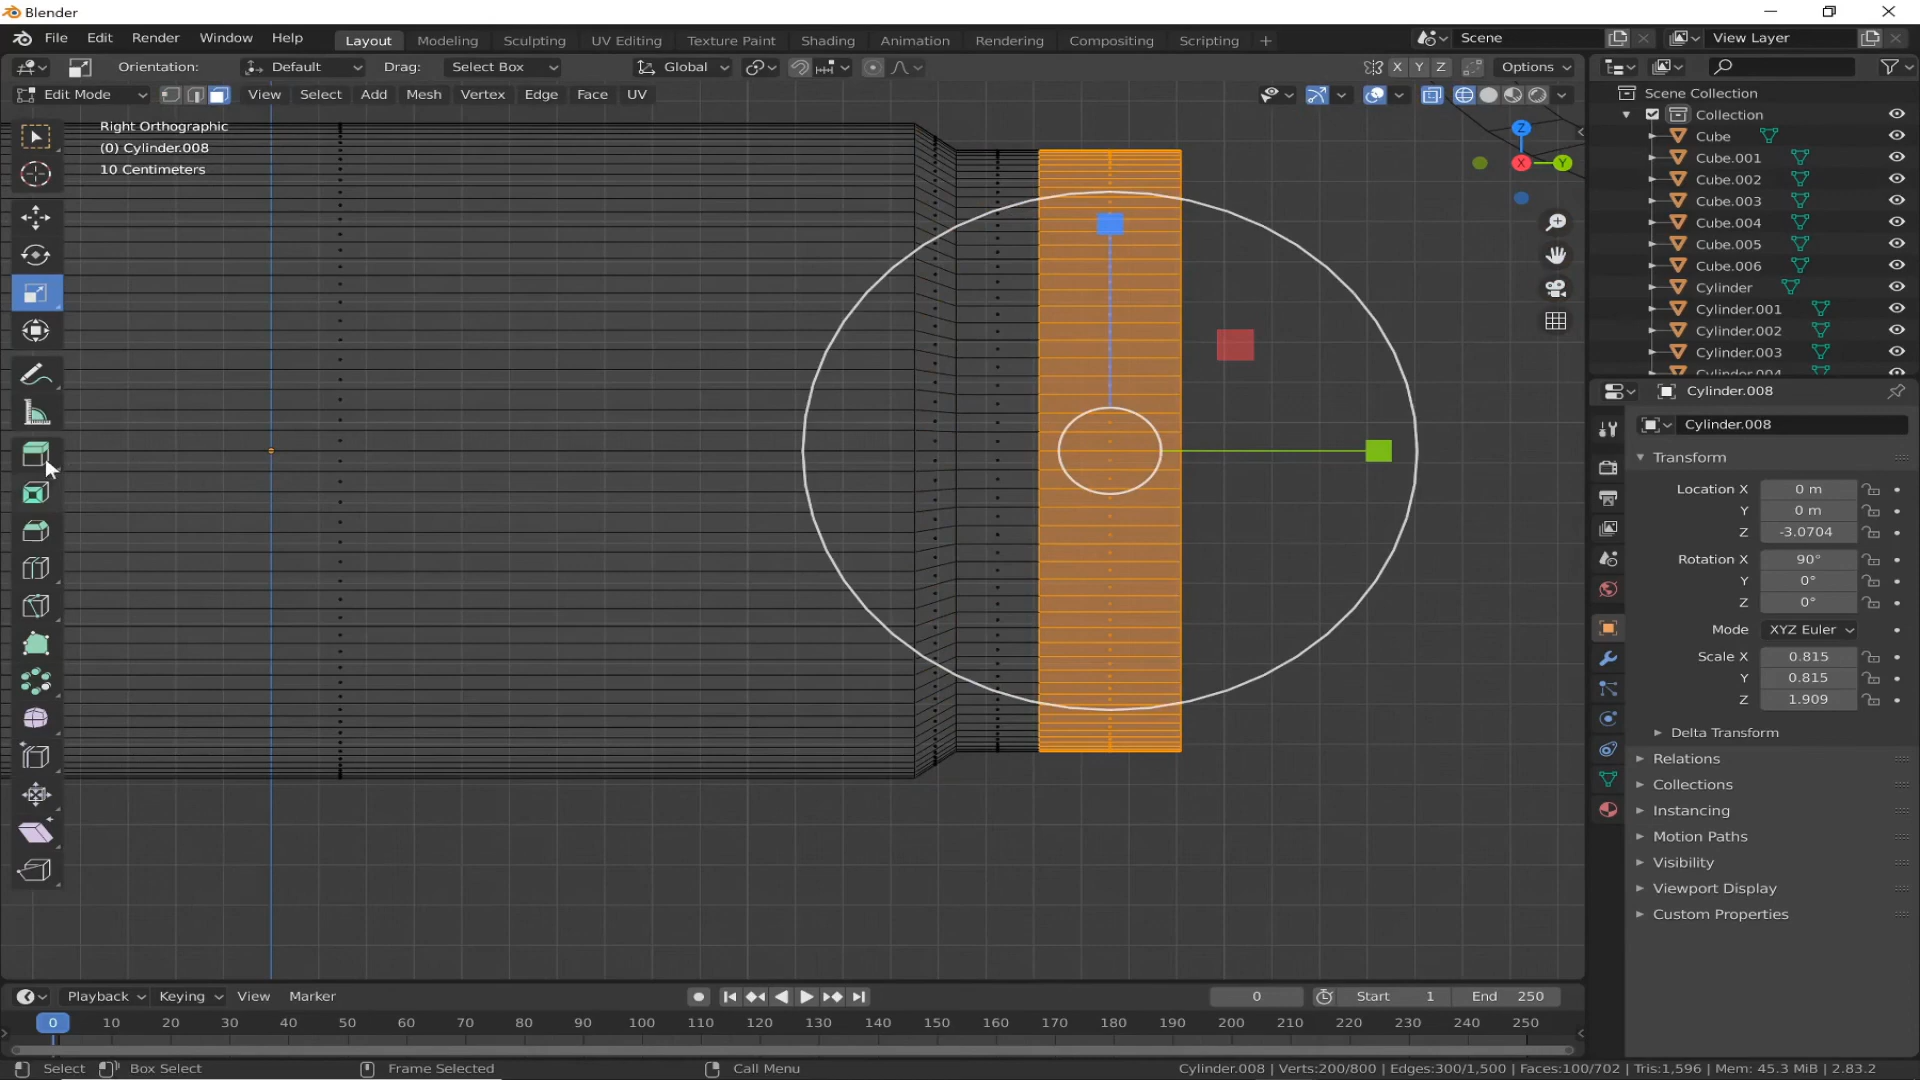 Blender
File Edit Render Window Help Layout Modeling Sculpting UV Editing Texture Paint Shading Animation Rendering Compositing Scripting + Scene View Layer
Orientation: Default Drag: Select Box Global X Y Z Options
Edit Mode View Select Add Mesh Vertex Edge Face UV
Right Orthographic
(0) Cylinder.008
10 Centimeters
Z
X Y
Scene Collection
Collection
Cube
Cube.001
Cube.002
Cube.003
Cube.004
Cube.005
Cube.006
Cylinder
Cylinder.001
Cylinder.002
Cylinder.003
Cylinder.004
Cylinder.008
Cylinder.008
Transform
Location X 0 m
Y 0 m
Z -3.0704
Rotation X 90°
Y 0°
Z 0°
Mode XYZ Euler
Scale X 0.815
Y 0.815
Z 1.909
Delta Transform
Relations
Collections
Instancing
Motion Paths
Visibility
Viewport Display
Custom Properties
Playback Keying View Marker 0 Start 1 End 250
0 10 20 30 40 50 60 70 80 90 100 110 120 130 140 150 160 170 180 190 200 210 220 230 240 250
Select Box Select Frame Selected Call Menu Cylinder.008 | Verts:200/800 | Edges:300/1,500 | Faces:100/702 | Tris:1,596 | Mem: 45.3 MiB | 2.83.2